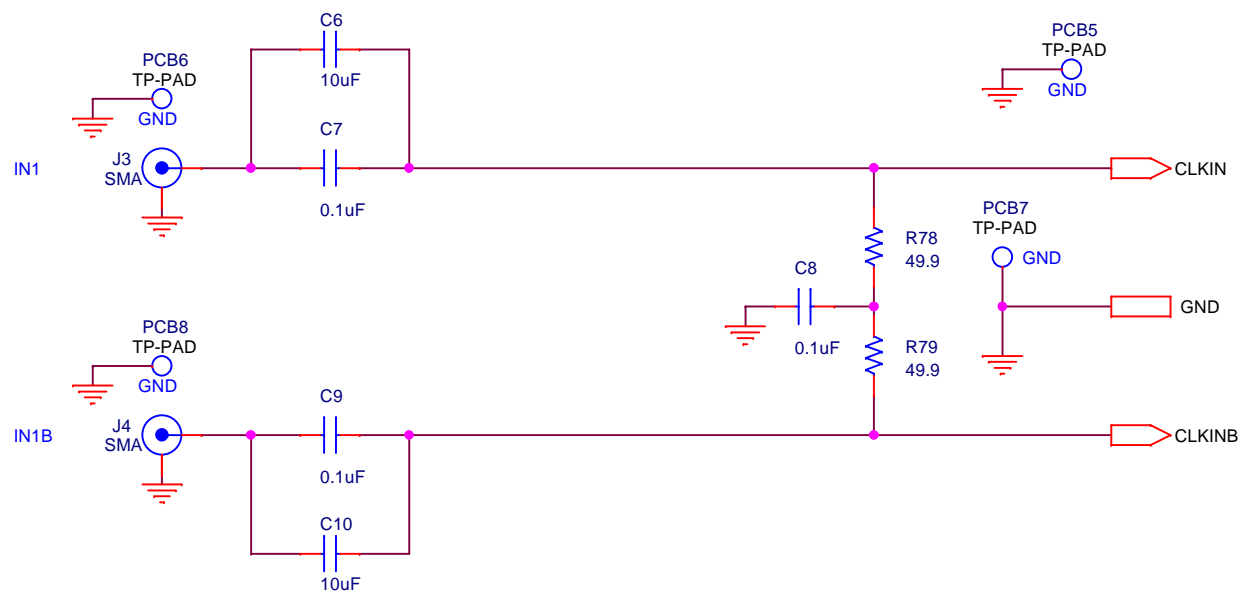 C6
10uF
PCB6
TP-PAD
GND
PCB5
TP-PAD
GND
C7
0.1uF
IN1
J3
SMA
CLKIN
PCB7
TP-PAD
GND
R78
49.9
C8
0.1uF
GND
R79
49.9
PCB8
TP-PAD
GND
C9
0.1uF
IN1B
J4
SMA
CLKINB
C10
10uF